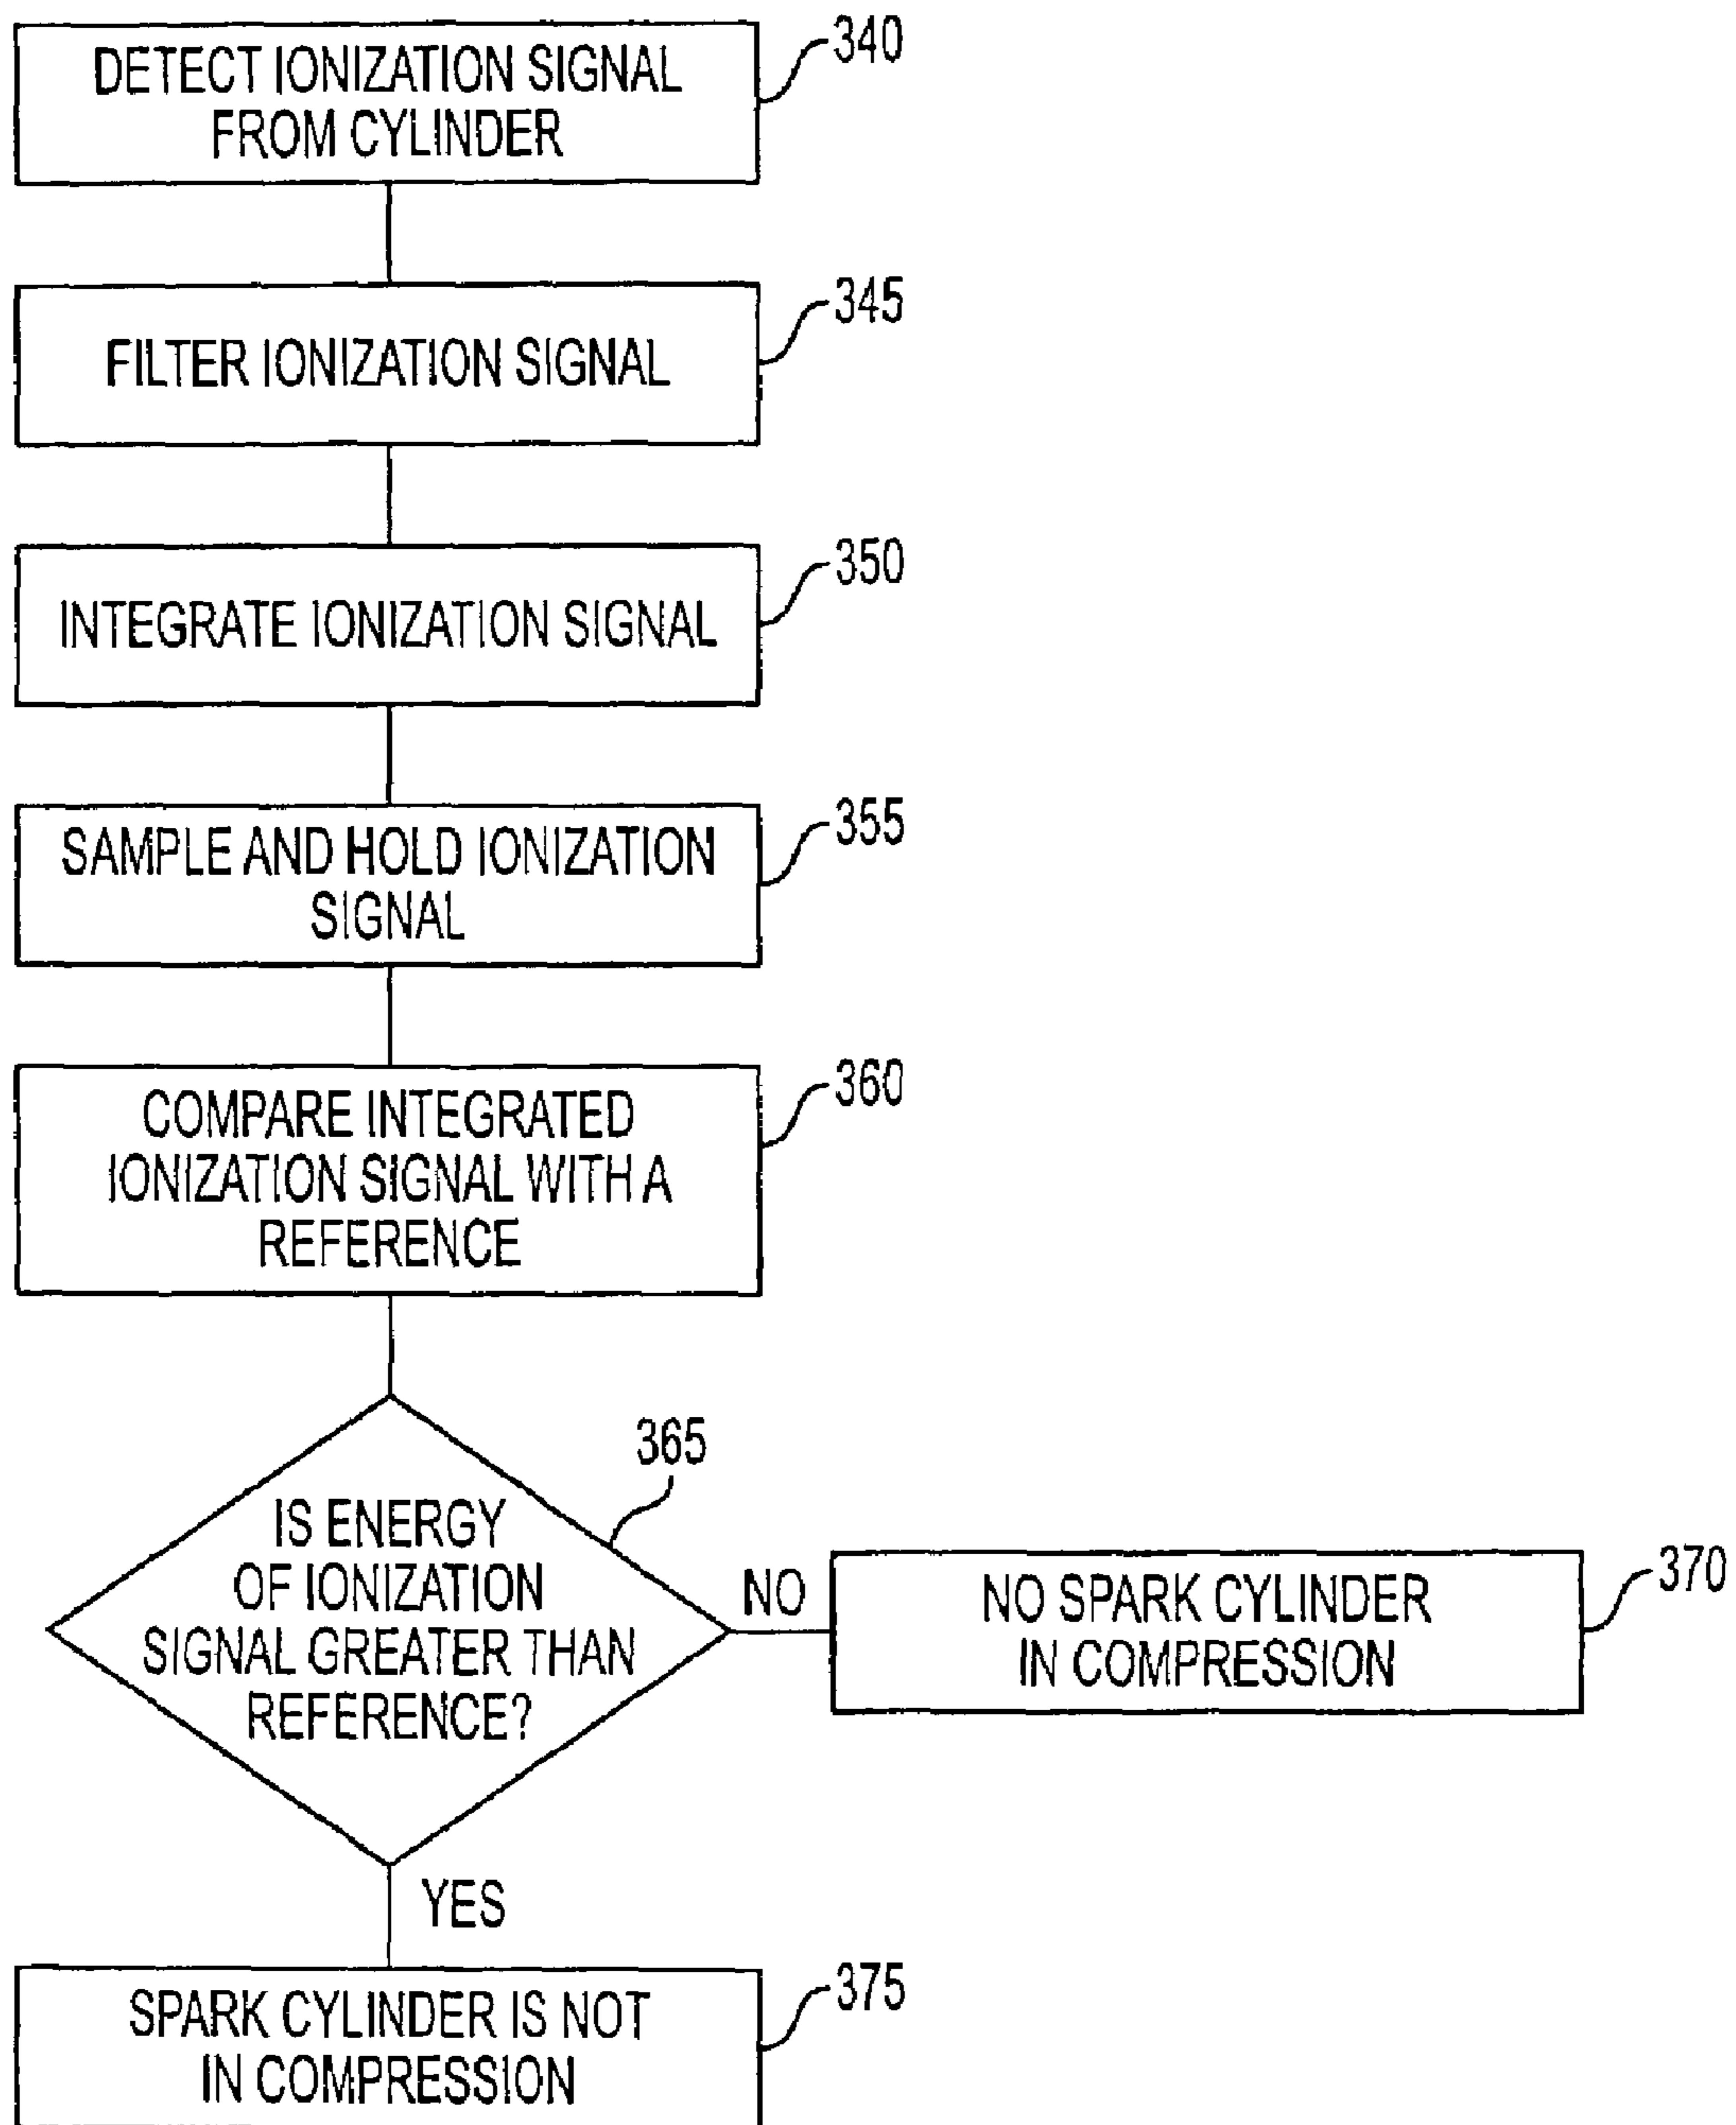 DETECT IONIZATION SIGNAL
FROM CYLINDER
340
FILTER IONIZATION SIGNAL
345
INTEGRATE IONIZATION SIGNAL
350
SAMPLE AND HOLD IONIZATION
SIGNAL
355
COMPARE INTEGRATED
IONIZATION SIGNAL WITH A
REFERENCE
360
IS ENERGY
OF IONIZATION
SIGNAL GREATER THAN
REFERENCE?
365
NO
NO SPARK CYLINDER
IN COMPRESSION
370
YES
SPARK CYLINDER IS NOT
IN COMPRESSION
375